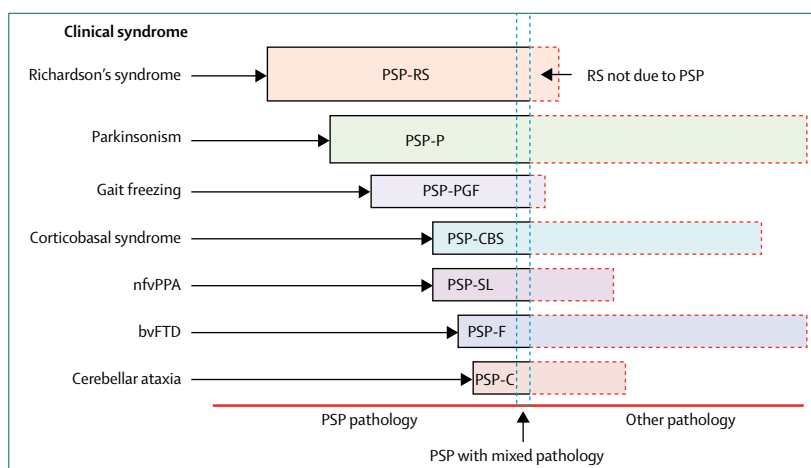 Clinical syndrome
Richardson's syndrome
PSP-RS
RS not due to PSP
Parkinsonism
PSP-P
Gait freezing
PSP-PGF
Corticobasal syndrome
PSP-CBS
nfvPPA
PSP-SL
bvFTD
PSP-F
Cerebellar ataxia
PSP-C
PSP pathology
Other pathology
PSP with mixed pathology